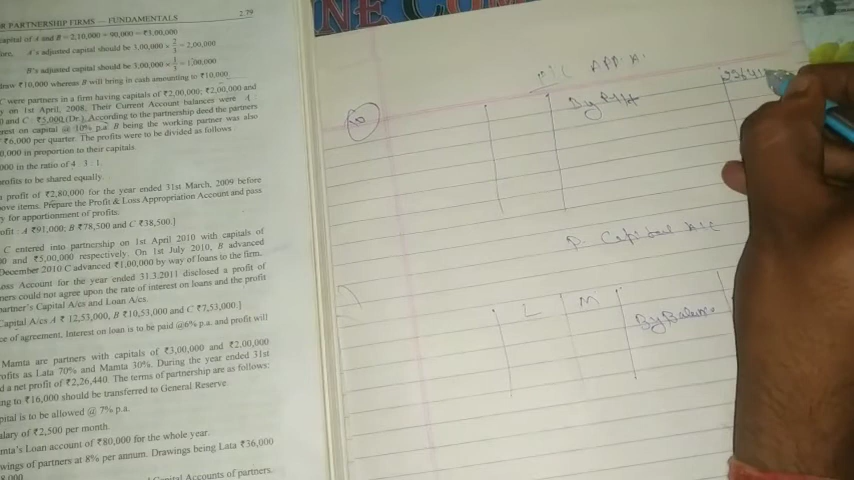 R PARTNERSHIP FIRMS — FUNDAMENTALS
2.79
capital of A and B = 2,10,000 + 90,000 = ₹3,00,000
A's adjusted capital should be 3,00,000 × 2/3 = 2,00,000
B's adjusted capital should be 3,00,000 × 1/3 = 1,00,000
draw ₹10,000 whereas B will bring in cash amounting to ₹10,000.
C were partners in a firm having capitals of ₹2,00,000; ₹2,00,000 and
y on 1st April, 2008. Their Current Account balances were A :
0 and C : ₹5,000 (Dr.). According to the partnership deed the partners
rest on capital @ 10% p.a. B being the working partner was also
₹6,000 per quarter. The profits were to be divided as follows
0,000 in proportion to their capitals.
000 in the ratio of 4 : 3 : 1.
rofits to be shared equally.
profit of ₹2,80,000 for the year ended 31st March, 2009 before
ove items. Prepare the Profit & Loss Appropriation Account and pass
y for apportionment of profits.
ofit : A ₹91,000; B ₹78,500 and C ₹38,500.]
C entered into partnership on 1st April 2010 with capitals of
0 and ₹5,00,000 respectively. On 1st July 2010, B advanced
December 2010 C advanced ₹1,00,000 by way of loans to the firm.
oss Account for the year ended 31.3.2011 disclosed a profit of
ners could not agree upon the rate of interest on loans and the profit
artner's Capital A/cs and Loan A/cs.
Capital A/cs A ₹ 12,53,000, B ₹10,53,000 and C ₹7,53,000.]
ce of agreement, Interest on loan is to be paid @6% p.a. and profit will
Mamta are partners with capitals of ₹3,00,000 and ₹2,00,000
rofits as Lata 70% and Mamta 30%. During the year ended 31st
d a net profit of ₹2,26,440. The terms of partnership are as follows:
ng to ₹16,000 should be transferred to General Reserve.
pital is to be allowed @ 7% p.a.
alary of ₹2,500 per month.
mta's Loan account of ₹80,000 for the whole year.
wings of partners at 8% per annum. Drawings being Lata ₹36,000
8,000
Capital Accounts of partners.
P. Capital A/C
L M